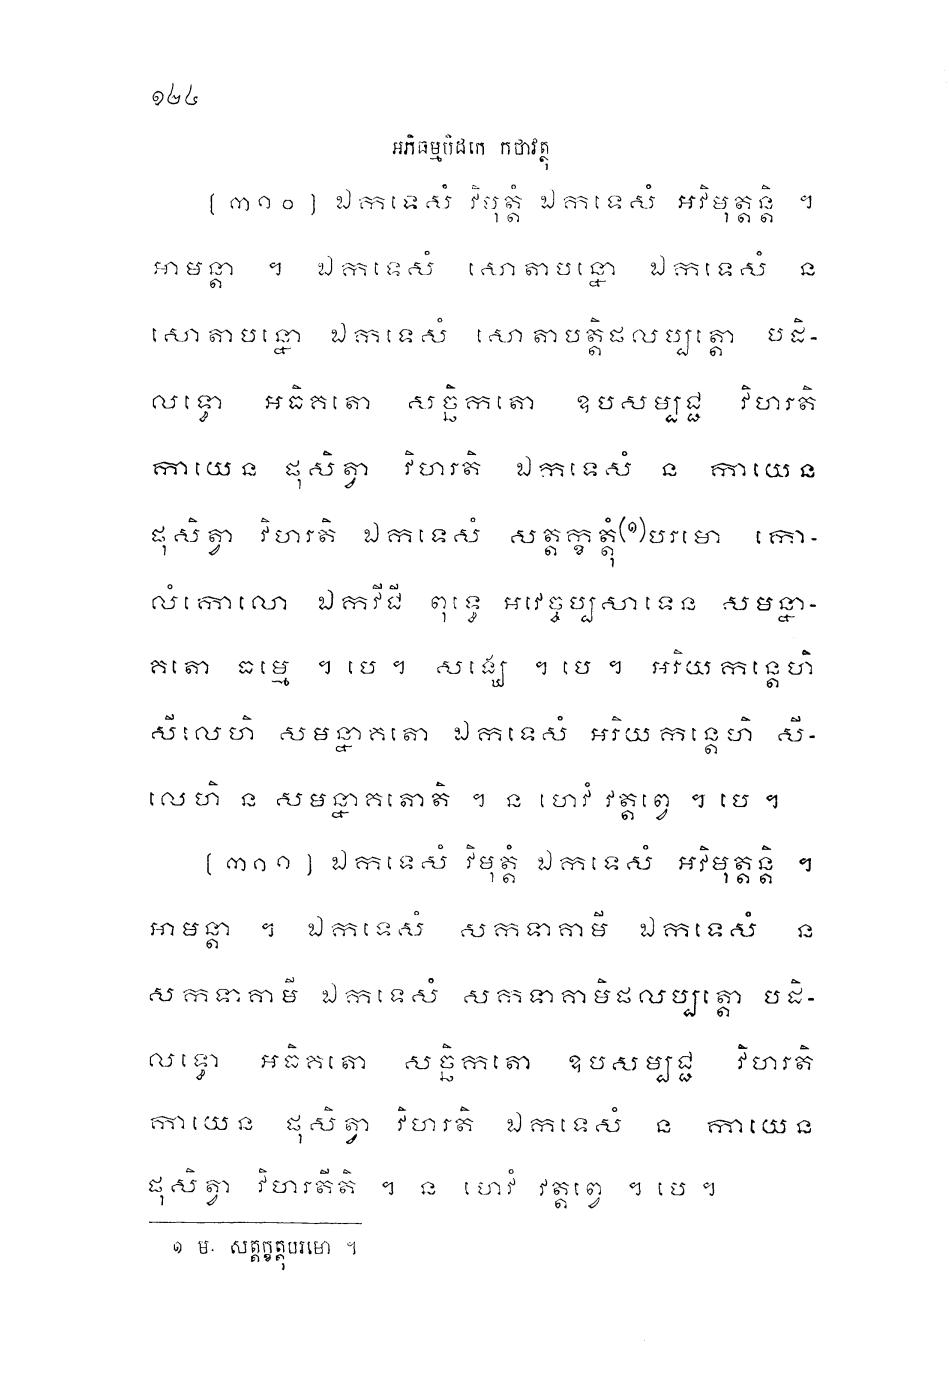 ១២៤
អភិធម្មបិដកេ កថាវត្ថុ
[៣១០] ឯកទេសំ វិមុត្តំ ឯកទេសំ អវិមុត្តន្តិ ។
អាមន្តា ។ ឯកទេសំ សោតាបន្នោ ឯកទេសំ ន
សោតាបន្នោ ឯកទេសំ សោតាបត្តិផលប្បត្តោ បដិ-
លទ្ធោ អធិគតោ សច្ឆិកតោ ឧបសម្បជ្ជ វិហរតិ
កាយេន ផុសិត្វា វិហរតិ ឯកទេសំ ន កាយេន
ផុសិត្វា វិហរតិ ឯកទេសំ សត្តក្ខត្តុំ(១)បរមោ កោ-
លំកោលោ ឯកវីជី ពុទ្ធេ អវេច្ចប្បសាទេន សមន្នា-
គតោ ធម្មេ ។ បេ ។ សង្ឃេ ។ បេ ។ អរិយកន្តេហិ
សីលេហិ សមន្នាគតោ ឯកទេសំ អរិយកន្តេហិ សី-
លេហិ ន សមន្នាគតោតិ ។ ន ហេវំ វត្តព្វេ ។ បេ ។
[៣១១] ឯកទេសំ វិមុត្តំ ឯកទេសំ អវិមុត្តន្តិ ។
អាមន្តា ។ ឯកទេសំ សកទាគាមី ឯកទេសំ ន
សកទាគាមី ឯកទេសំ សកទាគាមិផលប្បត្តោ បដិ-
លទ្ធោ អធិគតោ សច្ឆិកតោ ឧបសម្បជ្ជ វិហរតិ
កាយេន ផុសិត្វា វិហរតិ ឯកទេសំ ន កាយេន
ផុសិត្វា វិហរតីតិ ។ ន ហេវំ វត្តព្វេ ។ បេ ។
១ ម. សត្តក្ខត្តុបរមោ ។